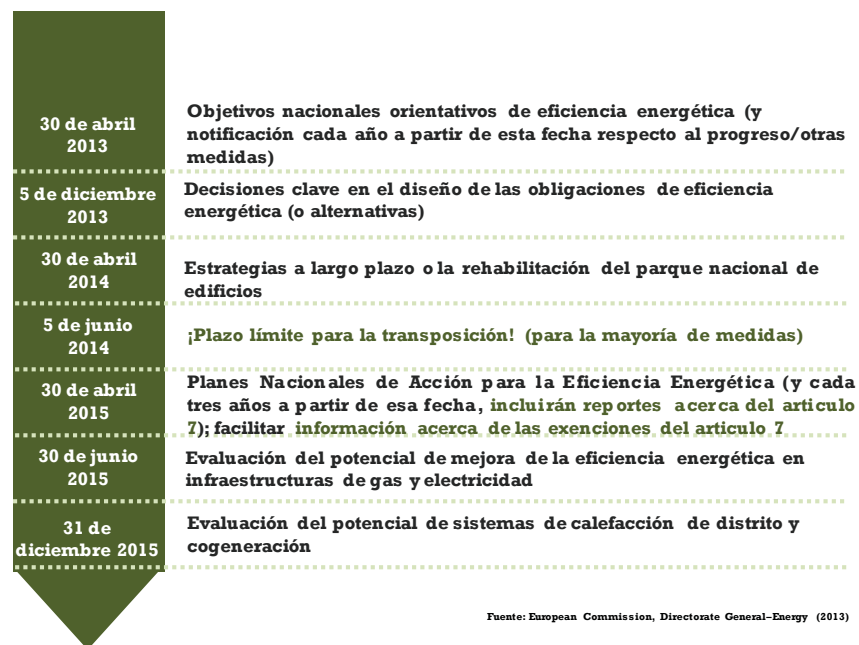 30 de abril
2013
Objetivos nacionales orientativos de eficiencia energética (y
notificación cada año a partir de esta fecha respecto al progreso/otras
medidas)
5 de diciembre
2013
Decisiones clave en el diseño de las obligaciones de eficiencia
energética (o alternativas)
30 de abril
2014
Estrategias a largo plazo o la rehabilitación del parque nacional de
edificios
5 de junio
2014
¡Plazo límite para la transposición! (para la mayoría de medidas)
30 de abril
2015
Planes Nacionales de Acción para la Eficiencia Energética (y cada
tres años a partir de esa fecha, incluirán reportes acerca del articulo
7); facilitar información acerca de las exenciones del articulo 7
30 de junio
2015
Evaluación del potencial de mejora de la eficiencia energética en
infraestructuras de gas y electricidad
31 de
diciembre 2015
Evaluación del potencial de sistemas de calefacción de distrito y
cogeneración
Fuente: European Commission, Directorate General–Energy (2013)